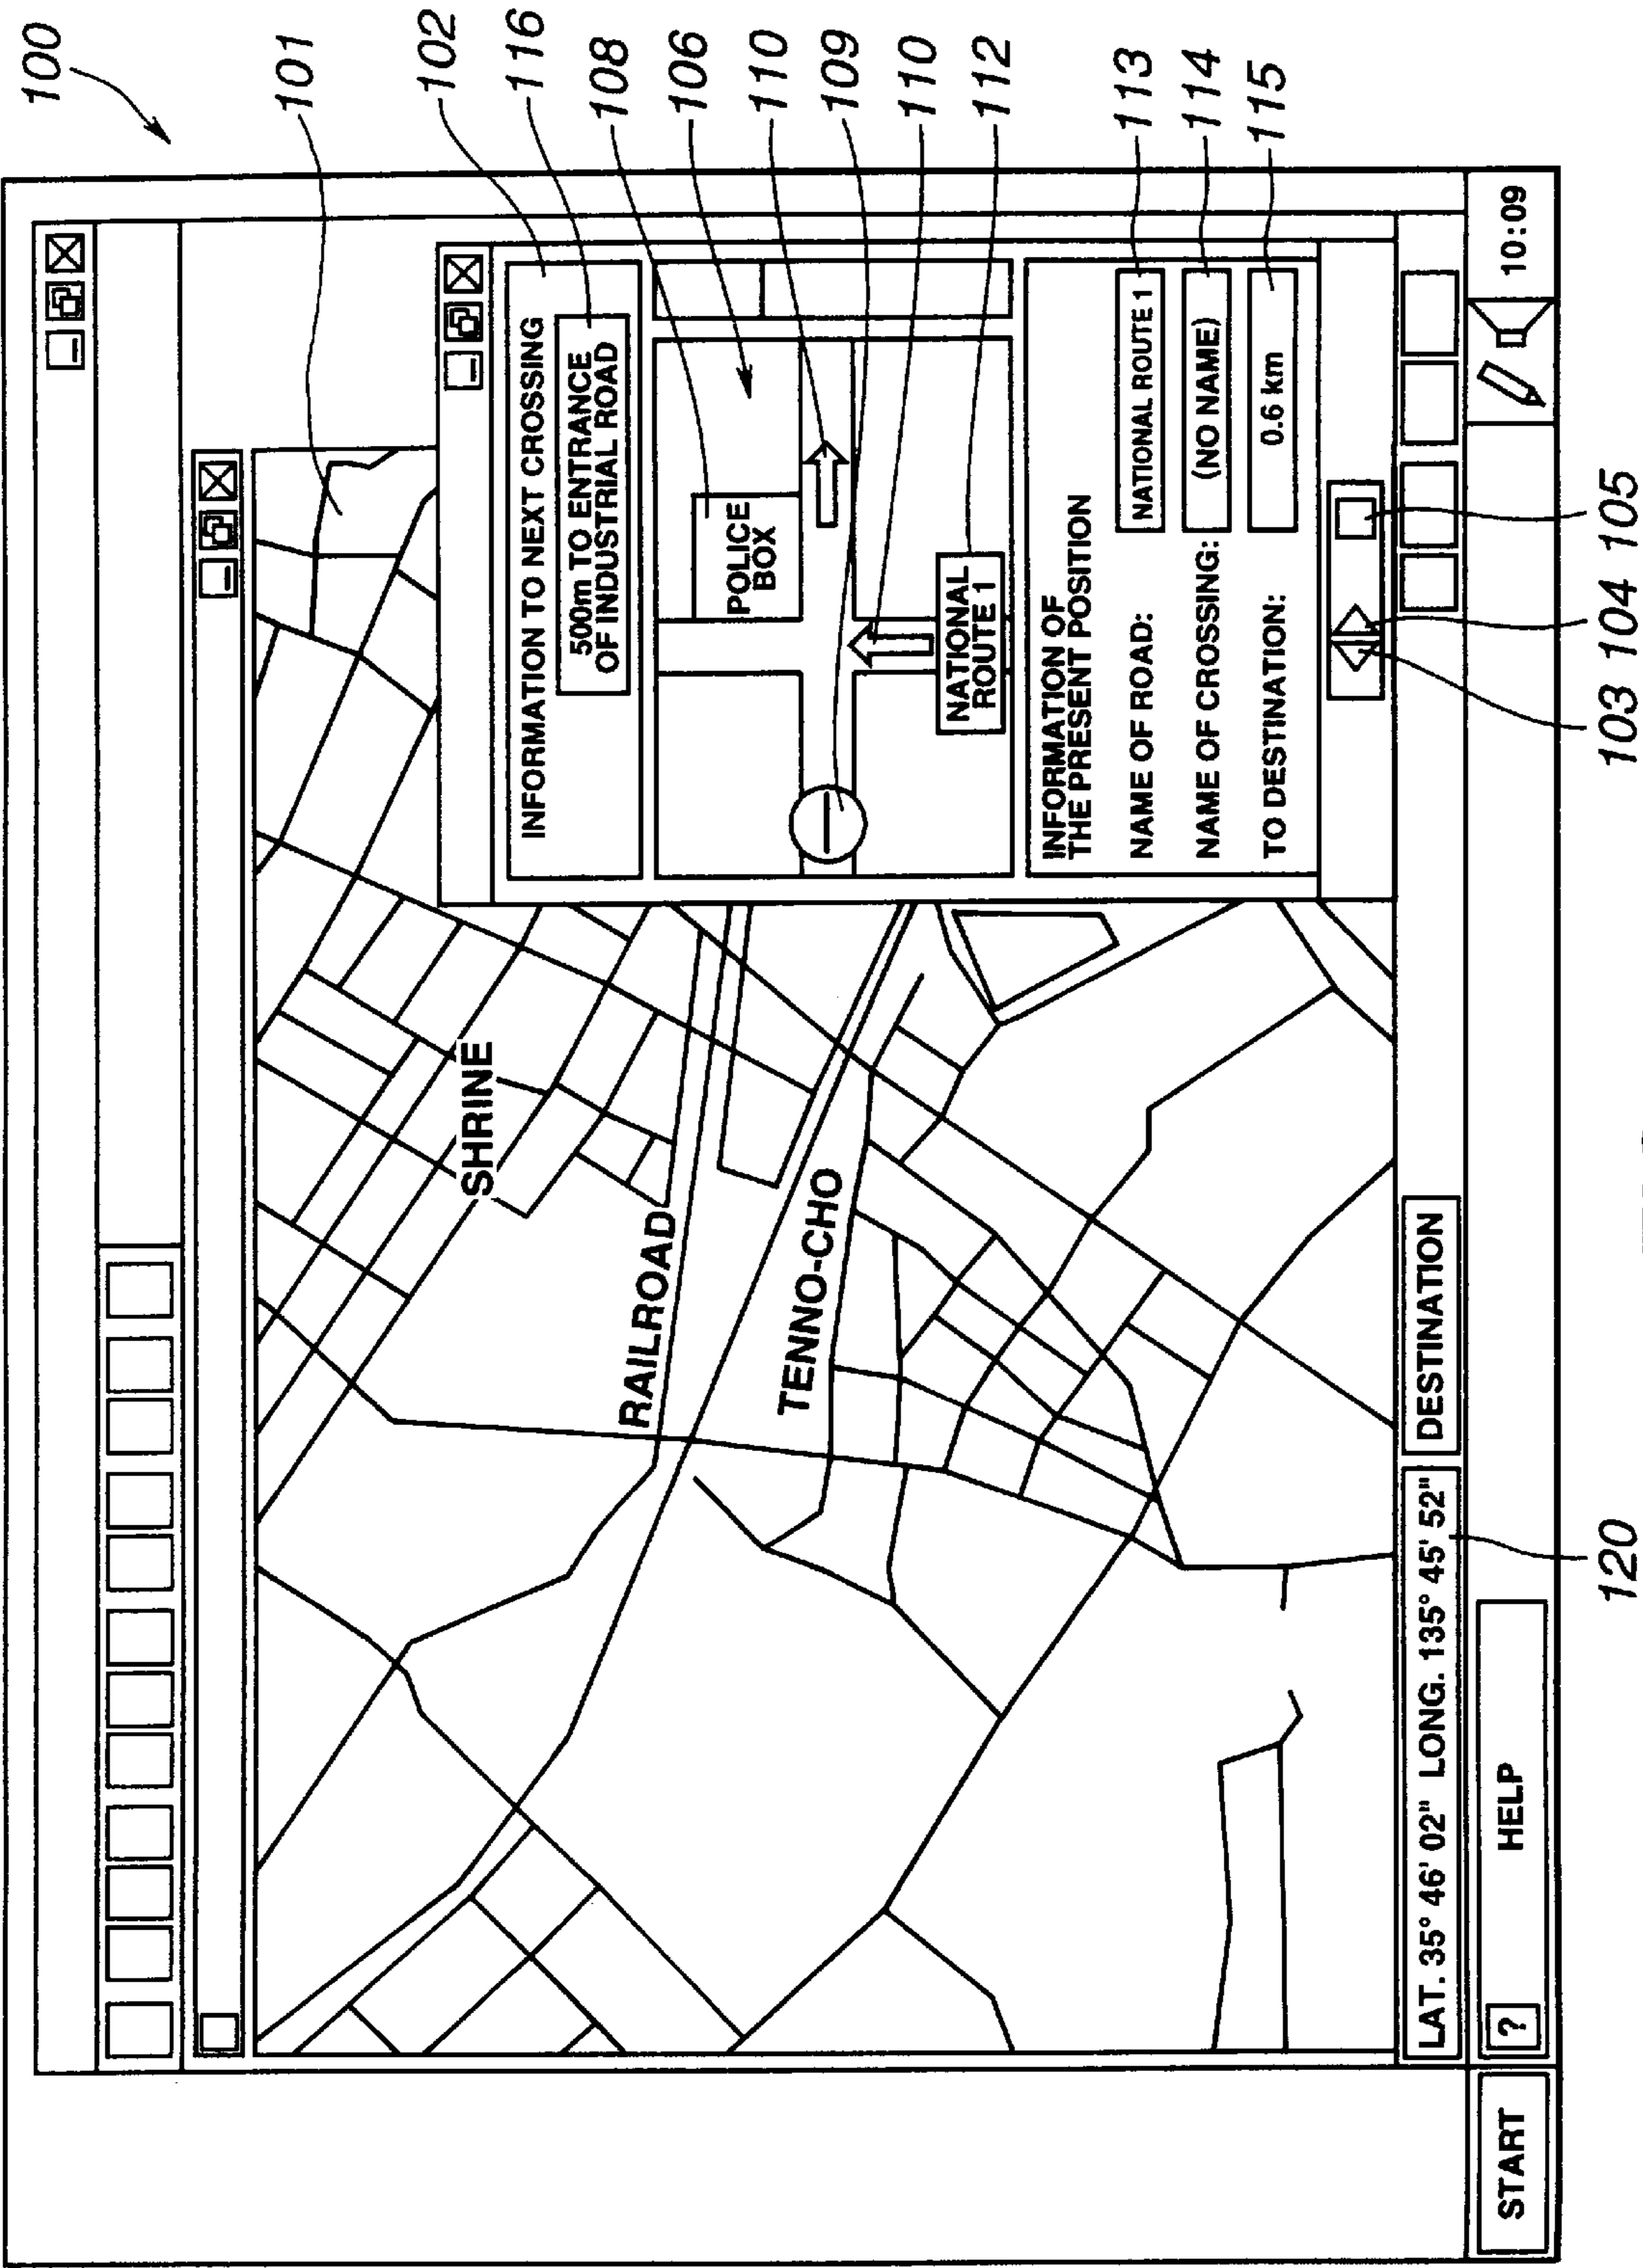 100
101
102
116
108
106
110
109
110
112
113
114
115
INFORMATION TO NEXT CROSSING
500m TO ENTRANCE
OF INDUSTRIAL ROAD
POLICE
BOX
NATIONAL
ROUTE 1
INFORMATION OF
THE PRESENT POSITION
NAME OF ROAD:
NATIONAL ROUTE 1
NAME OF CROSSING:
(NO NAME)
TO DESTINATION:
0.6 km
SHRINE
RAILROAD
TENNO-CHO
LAT. 35° 46' 02" LONG. 135° 45' 52"
DESTINATION
START
?
HELP
10:09
120
103
104
105